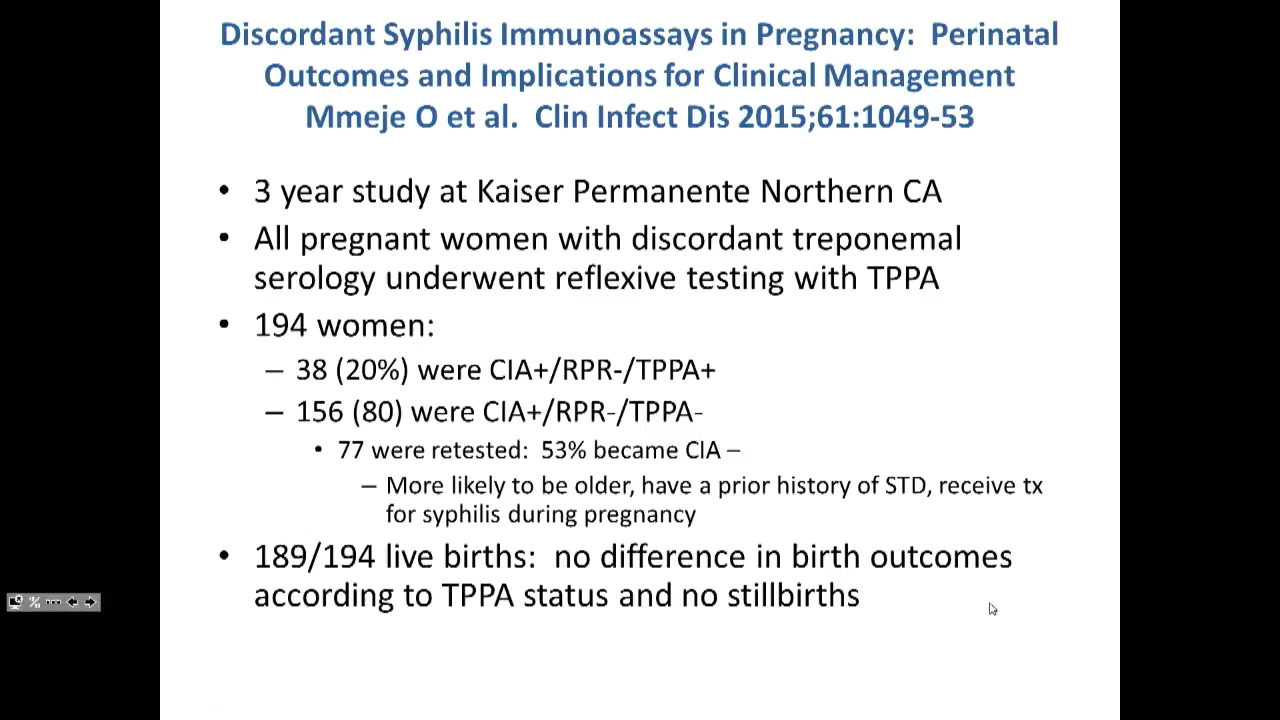 Discordant Syphilis Immunoassays in Pregnancy: Perinatal
Outcomes and Implications for Clinical Management
Mmeje O et al. Clin Infect Dis 2015;61:1049-53
• 3 year study at Kaiser Permanente Northern CA
• All pregnant women with discordant treponemal
serology underwent reflexive testing with TPPA
• 194 women:
– 38 (20%) were CIA+/RPR-/TPPA+
– 156 (80) were CIA+/RPR-/TPPA-
• 77 were retested: 53% became CIA –
– More likely to be older, have a prior history of STD, receive tx
for syphilis during pregnancy
• 189/194 live births: no difference in birth outcomes
according to TPPA status and no stillbirths